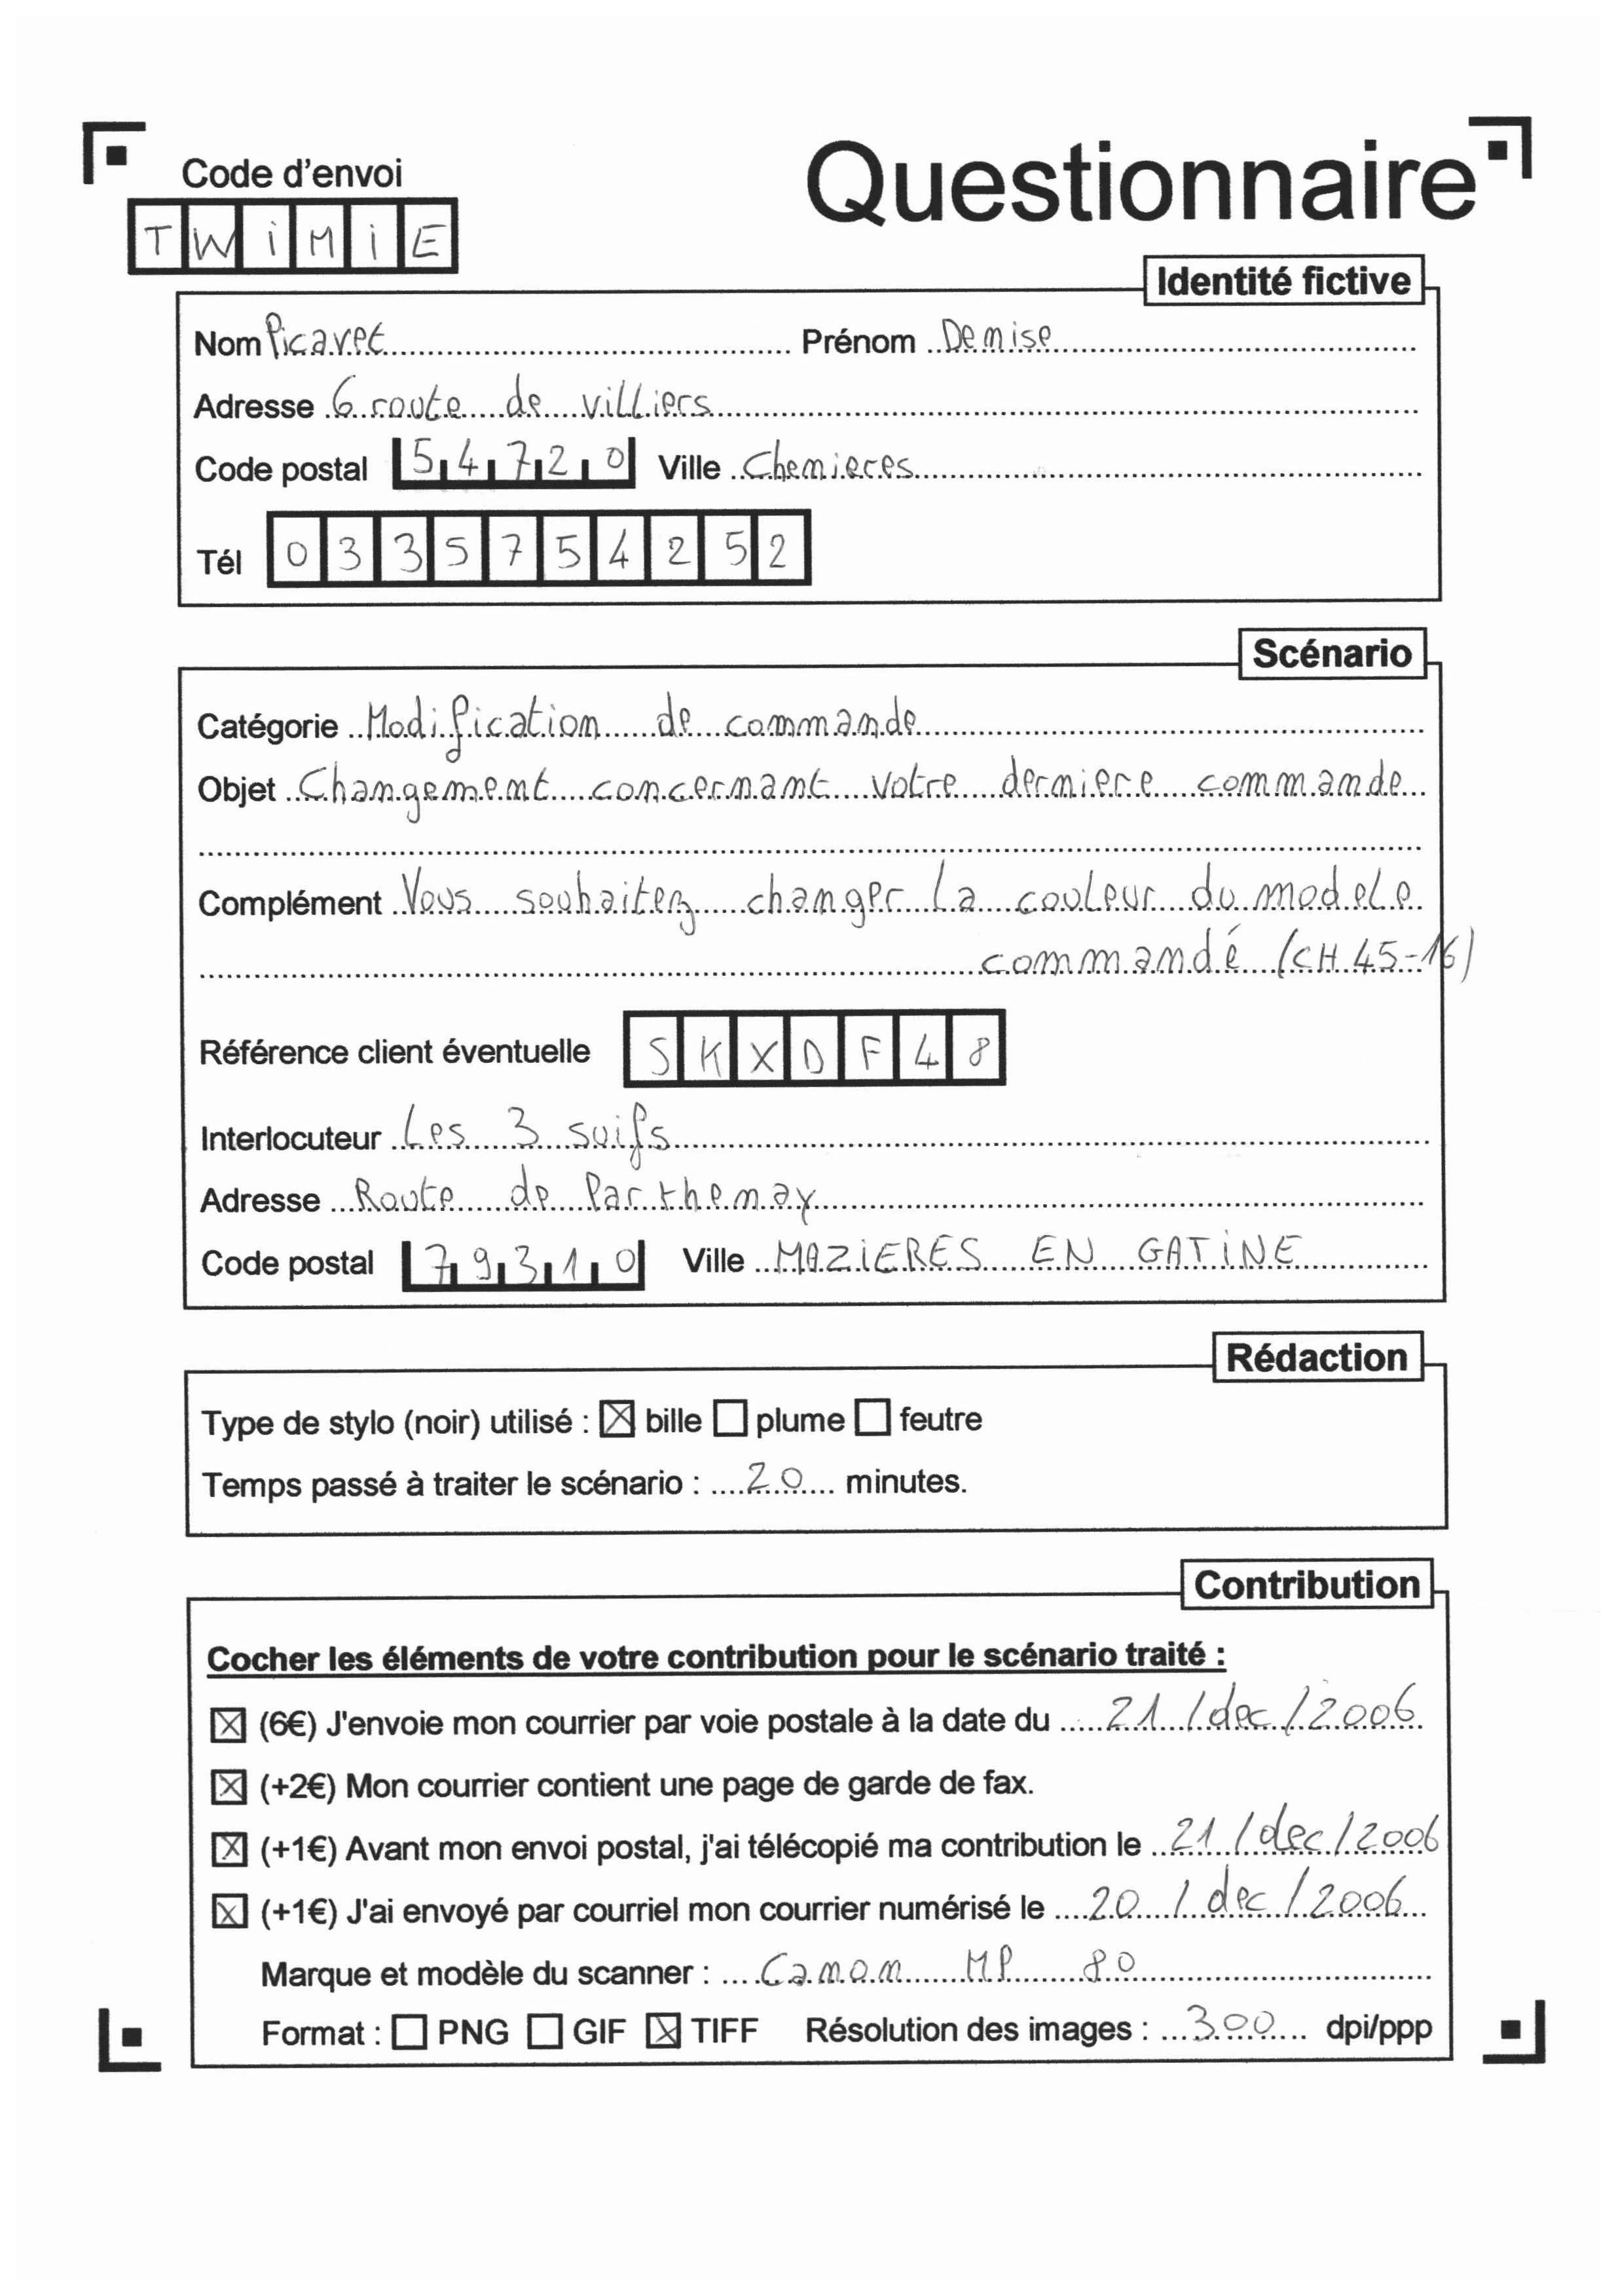 Questionnaire
Code d'envoi
TWiMiE
Identité fictive
Nom Picavet Prénom Denise
Adresse 6 route de villiers
Code postal 54720 Ville Chenieres
Tél 0335754252
Scénario
Catégorie Modification de commande
Objet Changement concernant votre derniere commande
Complément Vous souhaitez changer la couleur du modele
commandé (CH 45-16)
Référence client éventuelle SKXDF48
Interlocuteur Les 3 suifs
Adresse Route de Parthenay
Code postal 79310 Ville MAZiERES EN GATiNE
Rédaction
Type de stylo (noir) utilisé : ☒ bille ☐ plume ☐ feutre
Temps passé à traiter le scénario : 20 minutes.
Contribution
Cocher les éléments de votre contribution pour le scénario traité :
☒ (6€) J'envoie mon courrier par voie postale à la date du 21 / dec / 2006
☒ (+2€) Mon courrier contient une page de garde de fax.
☒ (+1€) Avant mon envoi postal, j'ai télécopié ma contribution le 21 / dec / 2006
☒ (+1€) J'ai envoyé par courriel mon courrier numérisé le 20 / dec / 2006
Marque et modèle du scanner : Canon MP 80
Format : ☐ PNG ☐ GIF ☒ TIFF Résolution des images : 300 dpi/ppp